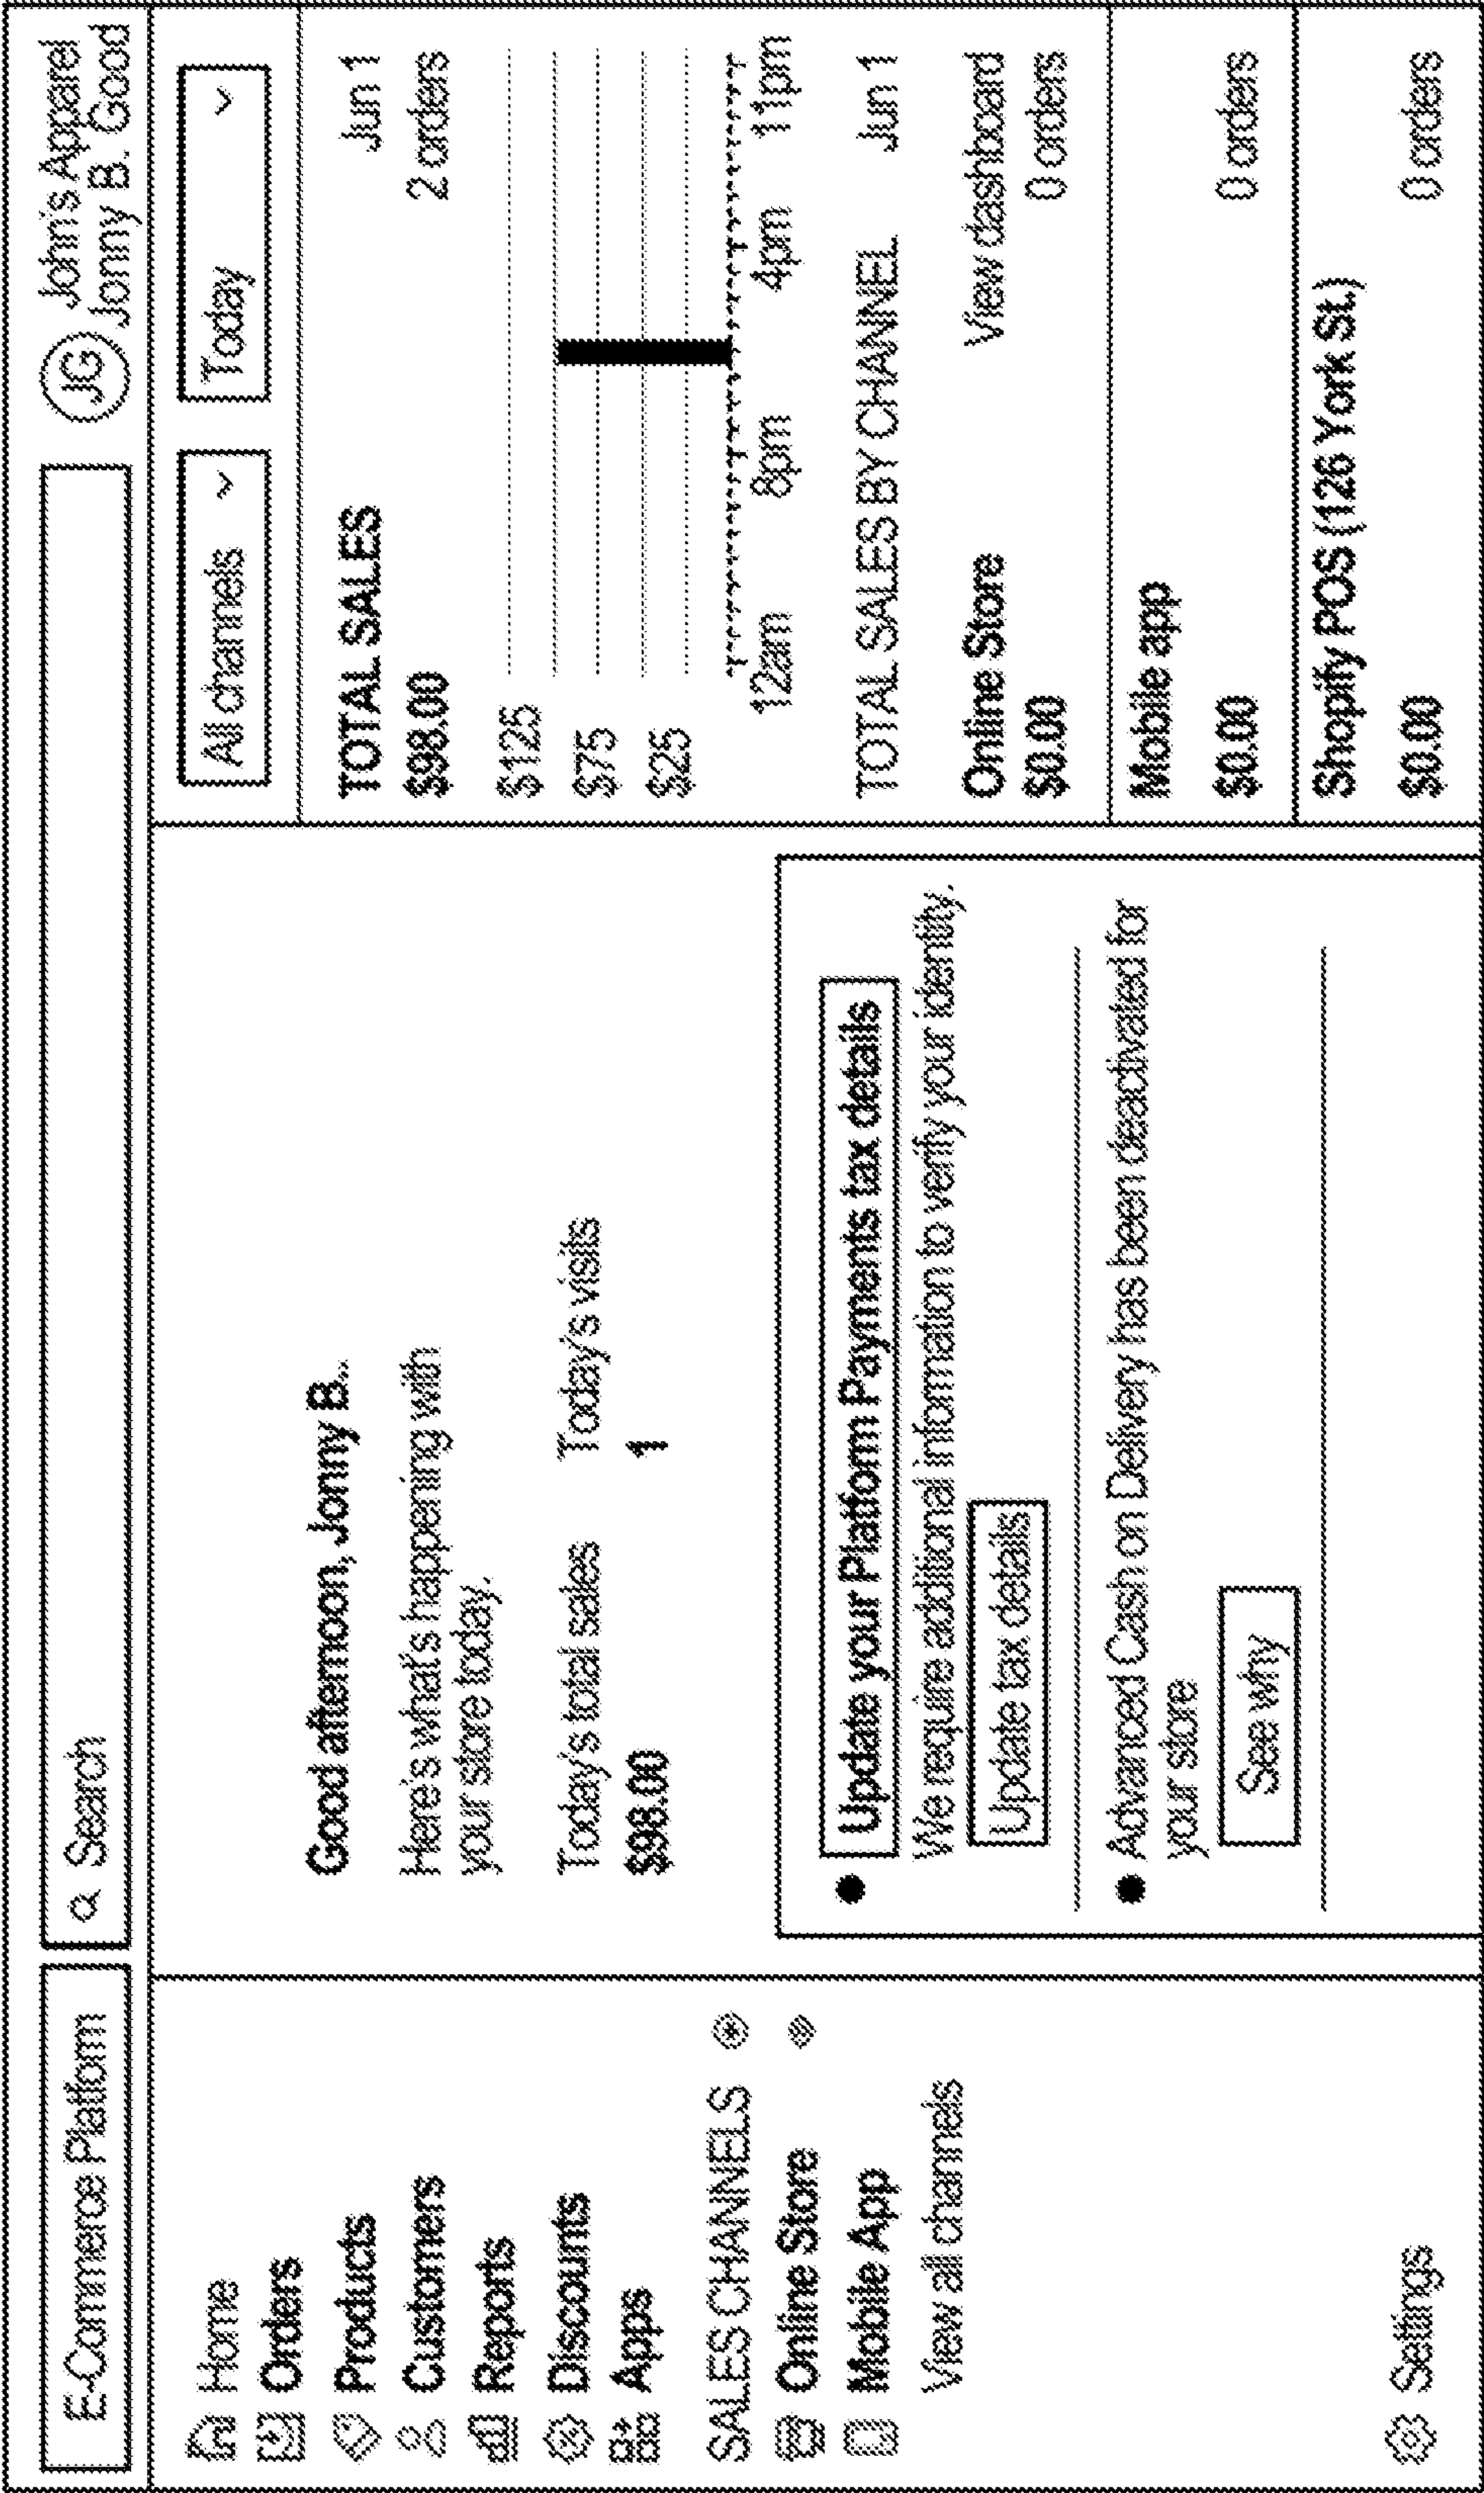 E-Commerce Platform
Search
JG
John's Apparel
Jonny B. Good
Home
Orders
Products
Customers
Reports
Discounts
Apps
SALES CHANNELS
Online Store
Mobile App
View all channels
Settings
Good afternoon, Jonny B..
Here's what's happening with
your store today.
Today's total sales
Today's visits
$98.00
1
Update your Platform Payments tax details
We require additional information to verify your identity.
Update tax details
Advanced Cash on Delivery has been deactivated for
your store
See why
All channels
Today
TOTAL SALES
Jun 1
$98.00
2 orders
$125
$75
$25
12am
8pm
4pm
11pm
TOTAL SALES BY CHANNEL
Jun 1
Online Store
View dashboard
$0.00
0 orders
Mobile app
$0.00
0 orders
Shopify POS (126 York St.)
$0.00
0 orders